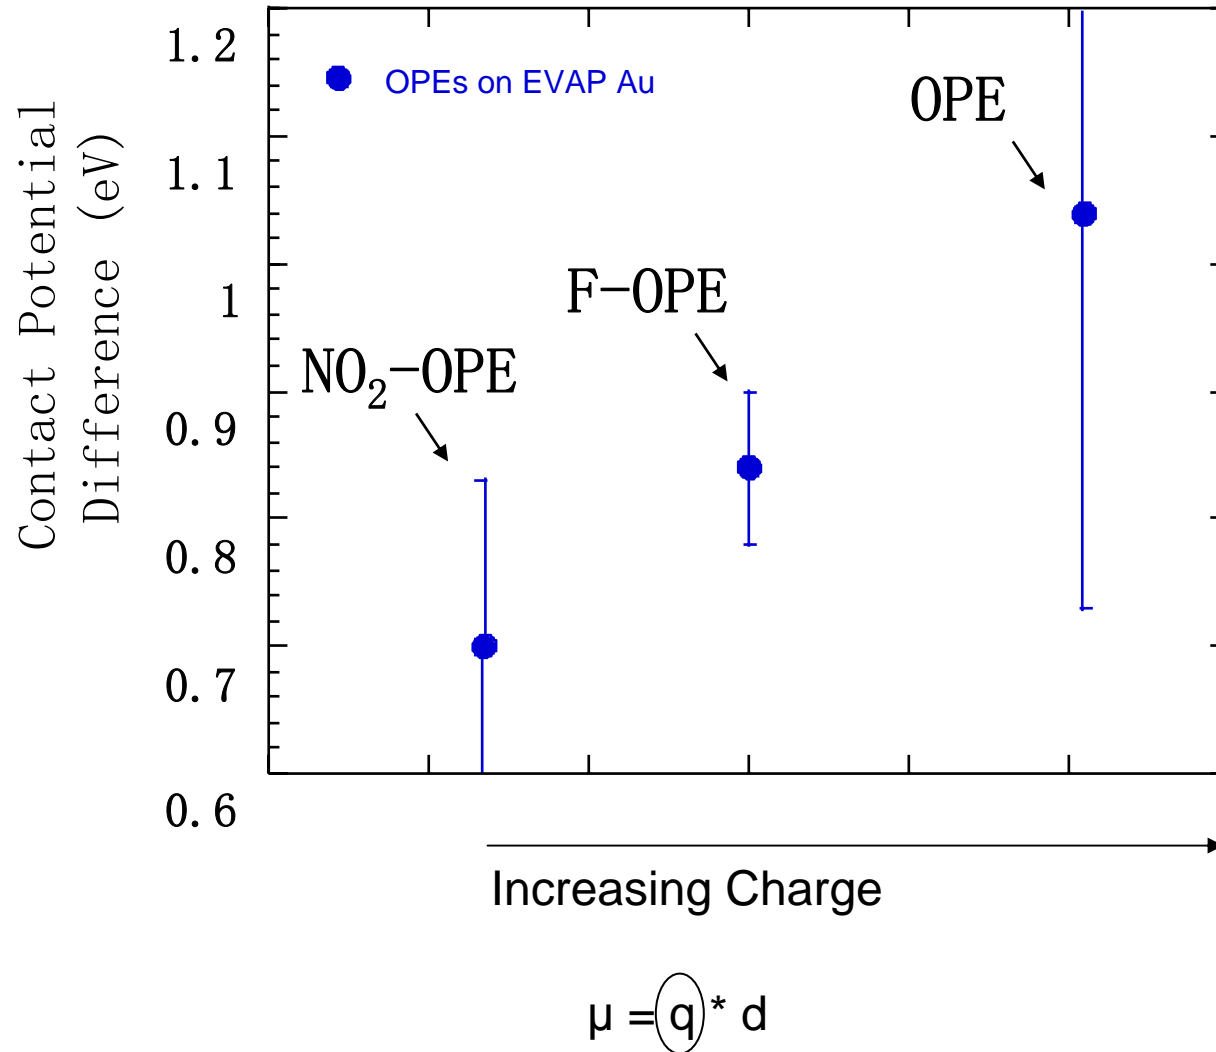 Contact Potential
Difference (eV)
1.2
1.1
1
0.9
0.8
0.7
0.6
OPEs on EVAP Au
OPE
F-OPE
NO₂-OPE
Increasing Charge
μ = q * d